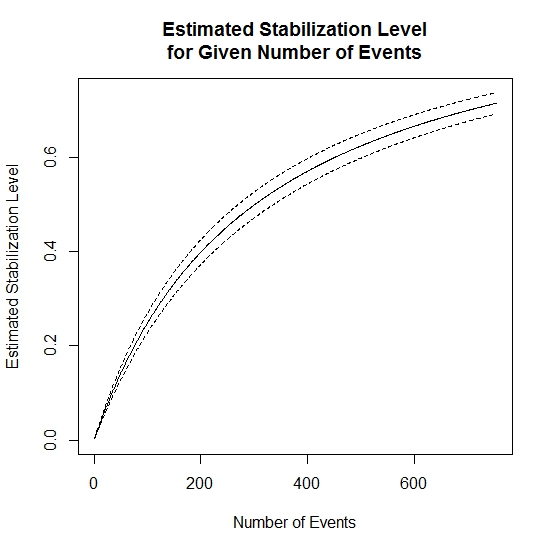 Estimated Stabilization Level
for Given Number of Events
Estimated Stabilization Level
0.6
0.4
0.2
0.0
0 200 400 600
Number of Events